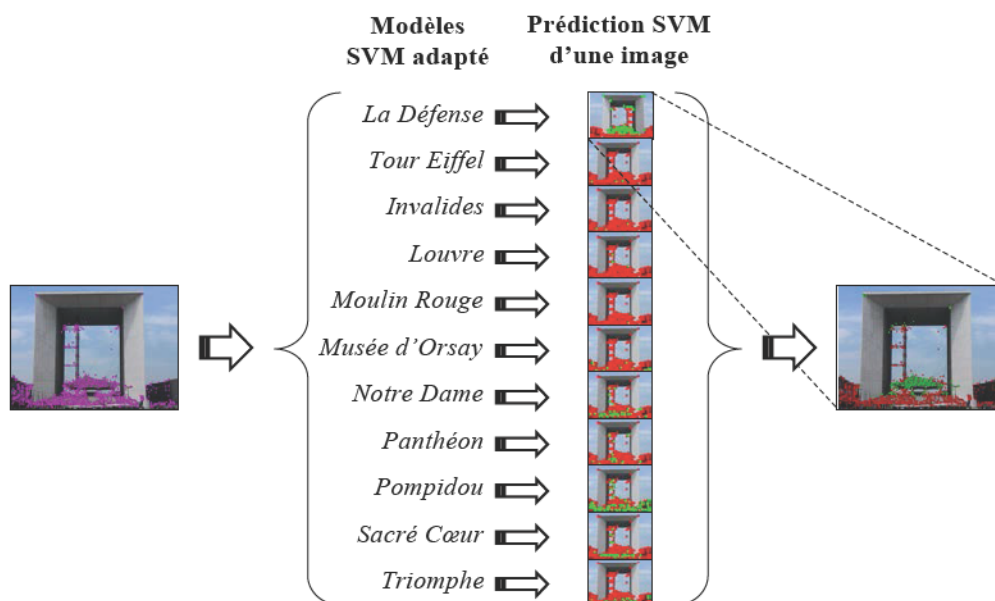 Modèles
SVM adapté
Prédiction SVM
d'une image
La Défense
Tour Eiffel
Invalides
Louvre
Moulin Rouge
Musée d'Orsay
Notre Dame
Panthéon
Pompidou
Sacré Cœur
Triomphe